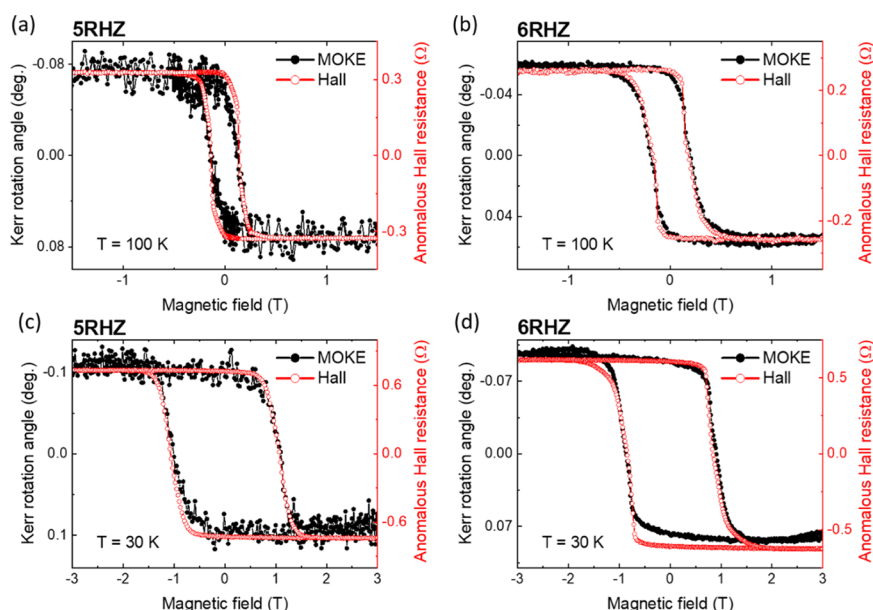 (a) 5RHZ
MOKE
Hall
T = 100 K
Kerr rotation angle (deg.)
-0.08
0.00
0.08
Anomalous Hall resistance (Ω)
0.3
0.0
-0.3
-1 0 1
Magnetic field (T)
(b) 6RHZ
MOKE
Hall
T = 100 K
Kerr rotation angle (deg.)
-0.04
0.00
0.04
Anomalous Hall resistance (Ω)
0.2
0.0
-0.2
-2 -1 0 1 2
Magnetic field (T)
(c) 5RHZ
MOKE
Hall
T = 30 K
Kerr rotation angle (deg.)
-0.1
0.0
0.1
Anomalous Hall resistance (Ω)
0.6
0.0
-0.6
-3 -2 -1 0 1 2 3
Magnetic field (T)
(d) 6RHZ
MOKE
Hall
T = 30 K
Kerr rotation angle (deg.)
-0.07
0.00
0.07
Anomalous Hall resistance (Ω)
0.5
0.0
-0.5
-3 -2 -1 0 1 2 3
Magnetic field (T)